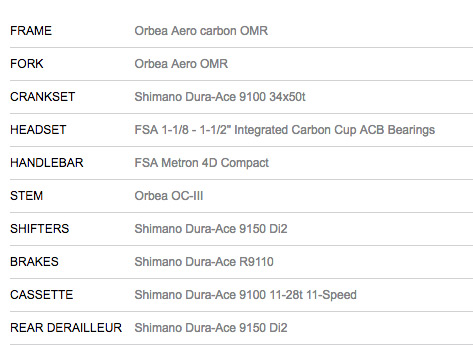 FRAME Orbea Aero carbon OMR
FORK Orbea Aero OMR
CRANKSET Shimano Dura-Ace 9100 34x50t
HEADSET FSA 1-1/8 - 1-1/2" Integrated Carbon Cup ACB Bearings
HANDLEBAR FSA Metron 4D Compact
STEM Orbea OC-III
SHIFTERS Shimano Dura-Ace 9150 Di2
BRAKES Shimano Dura-Ace R9110
CASSETTE Shimano Dura-Ace 9100 11-28t 11-Speed
REAR DERAILLEUR Shimano Dura-Ace 9150 Di2